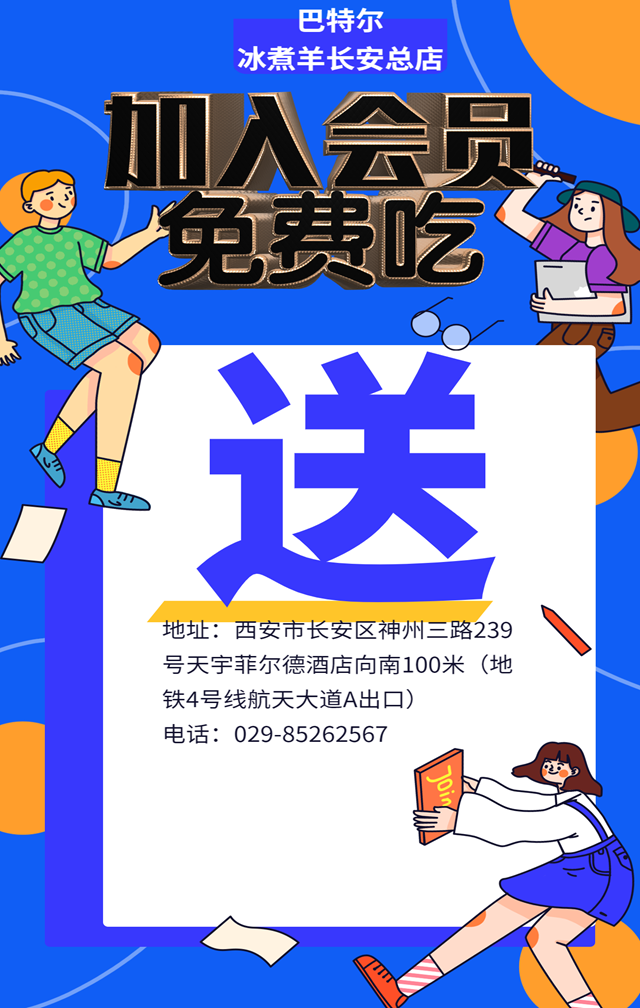 巴特尔
冰煮羊长安总店
加入会员
免费吃
送
地址：西安市长安区神州三路239
号天宇菲尔德酒店向南100米（地
铁4号线航天大道A出口）
电话：029-85262567
Join